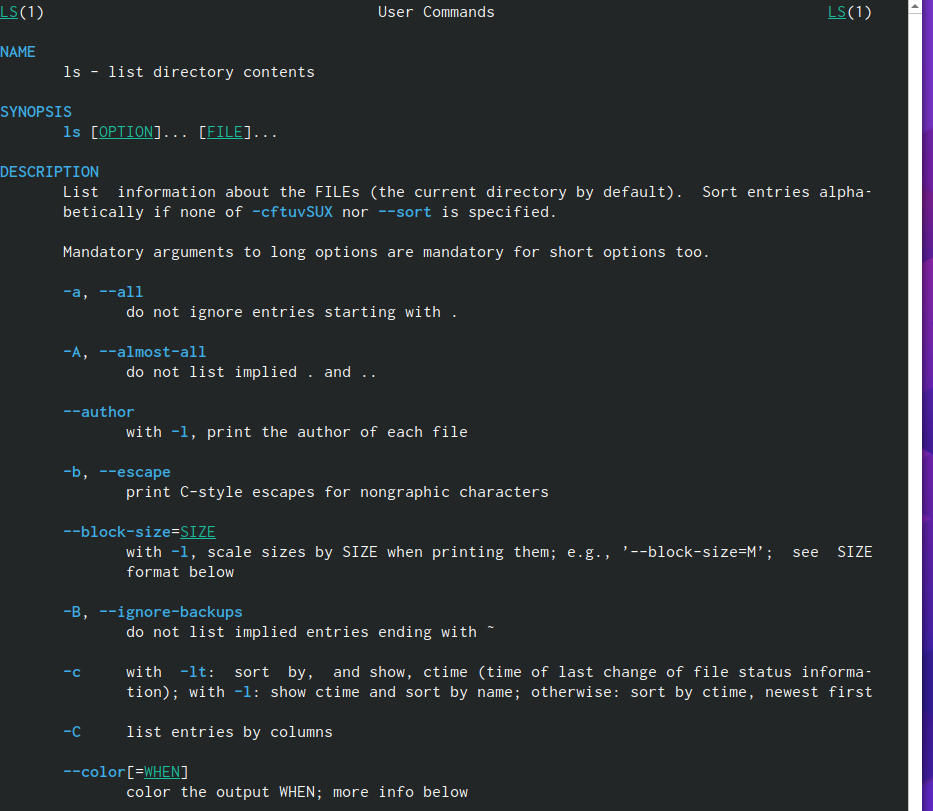 LS(1)                                     User Commands                                     LS(1)
NAME
       ls - list directory contents
SYNOPSIS
       ls [OPTION]... [FILE]...
DESCRIPTION
       List  information about the FILEs (the current directory by default).  Sort entries alpha-
       betically if none of -cftuvSUX nor --sort is specified.
       Mandatory arguments to long options are mandatory for short options too.
       -a, --all
              do not ignore entries starting with .
       -A, --almost-all
              do not list implied . and ..
       --author
              with -l, print the author of each file
       -b, --escape
              print C-style escapes for nongraphic characters
       --block-size=SIZE
              with -l, scale sizes by SIZE when printing them; e.g., ’--block-size=M’;  see  SIZE
              format below
       -B, --ignore-backups
              do not list implied entries ending with ~
       -c     with  -lt:  sort  by,  and show, ctime (time of last change of file status informa-
              tion); with -l: show ctime and sort by name; otherwise: sort by ctime, newest first
       -C     list entries by columns
       --color[=WHEN]
              color the output WHEN; more info below